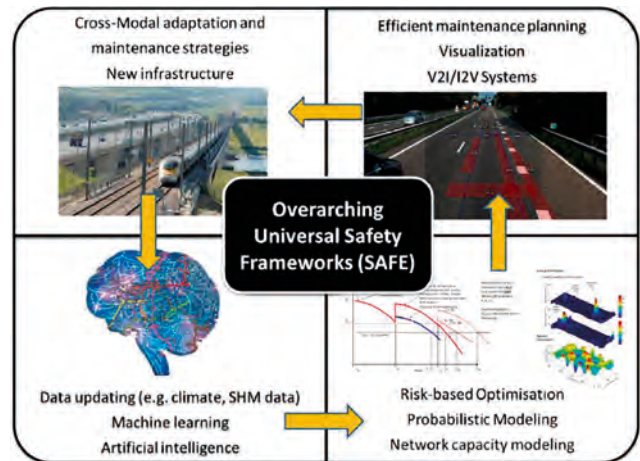 Cross-Modal adaptation and
maintenance strategies
New infrastructure
Efficient maintenance planning
Visualization
V2I/I2V Systems
Overarching
Universal Safety
Frameworks (SAFE)
Data updating (e.g. climate, SHM data)
Machine learning
Artificial intelligence
Risk-based Optimisation
Probabilistic Modeling
Network capacity modeling